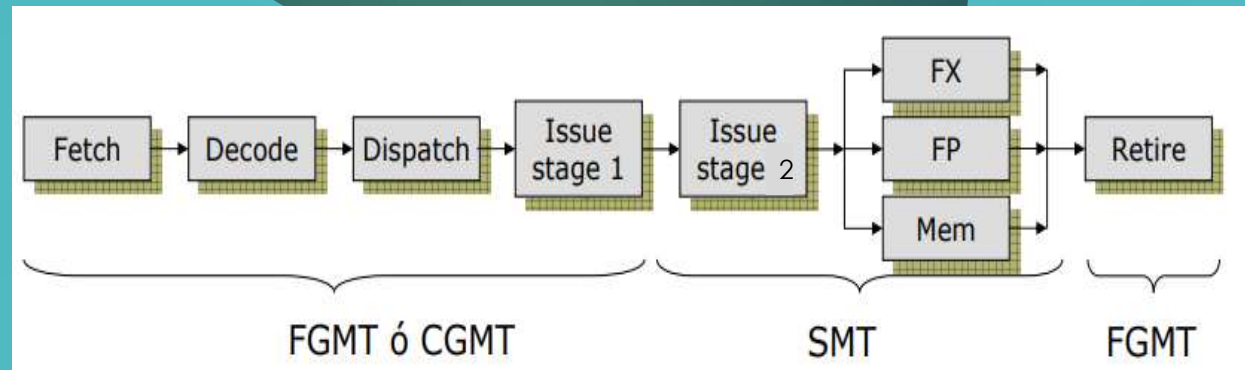 Fetch
Decode
Dispatch
Issue
stage 1
Issue
stage 2
FX
FP
Mem
Retire
FGMT ó CGMT
SMT
FGMT